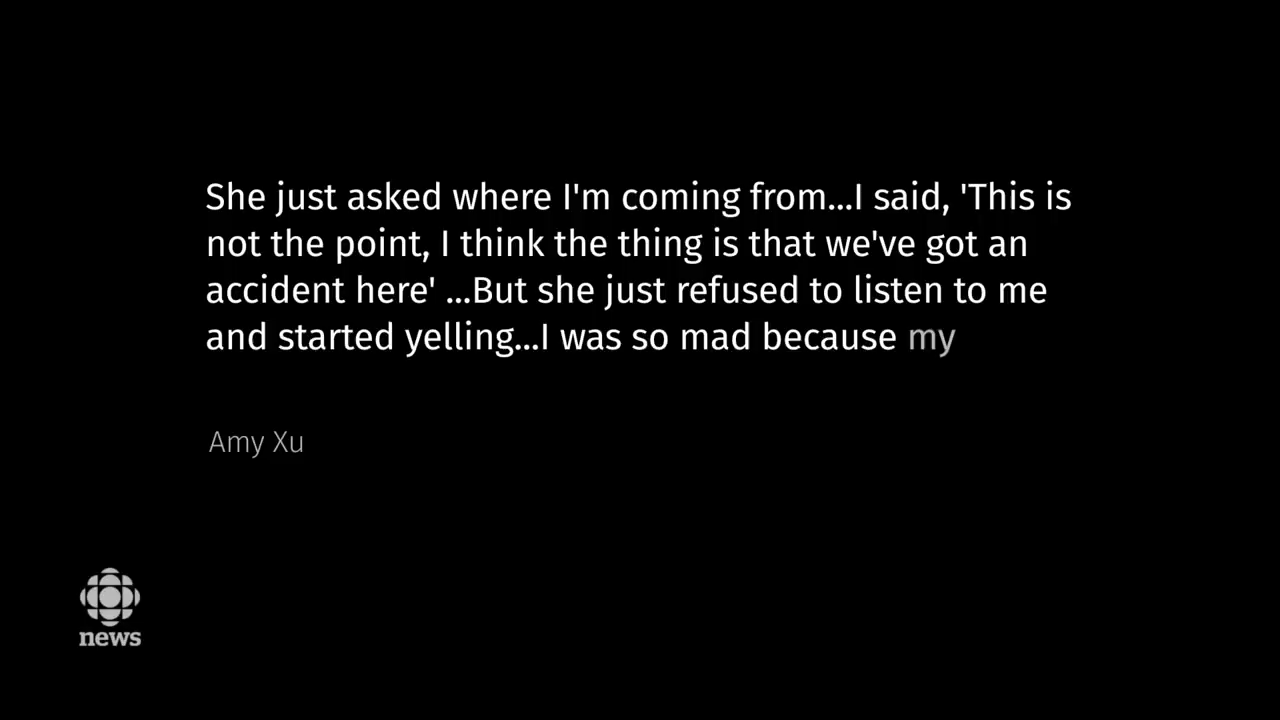 She just asked where I'm coming from...I said, 'This is
not the point, I think the thing is that we've got an
accident here' ...But she just refused to listen to me
and started yelling...I was so mad because my
Amy Xu
news